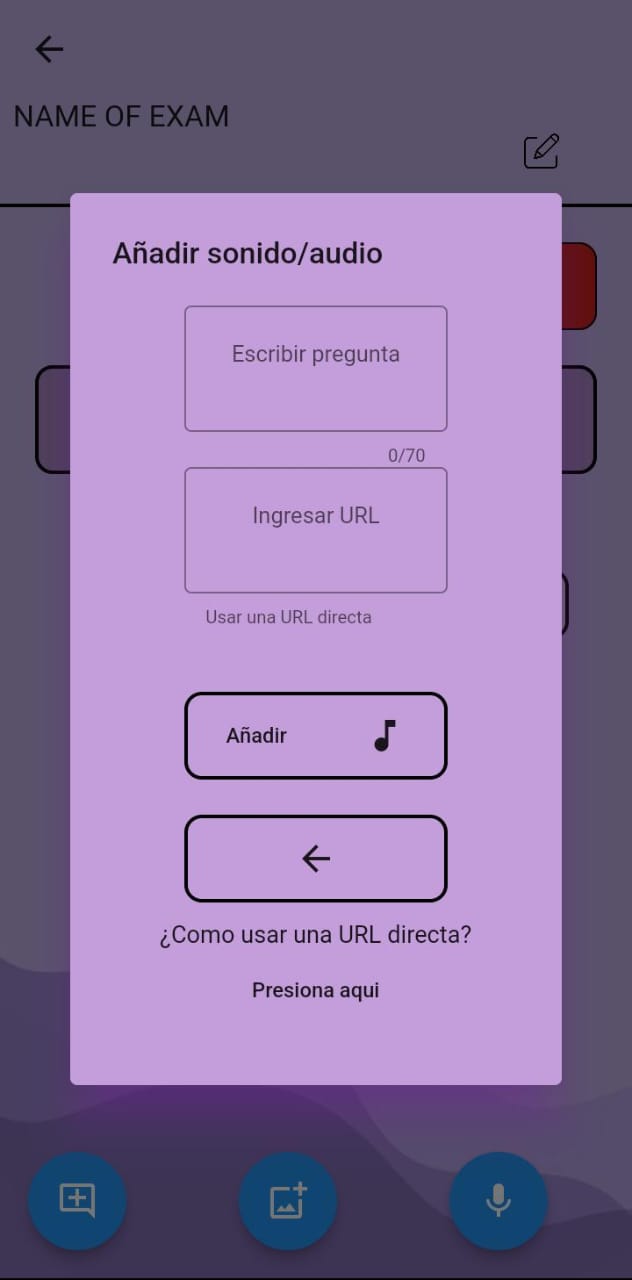 NAME OF EXAM
Añadir sonido/audio
Escribir pregunta
0/70
Ingresar URL
Usar una URL directa
Añadir
¿Como usar una URL directa?
Presiona aqui